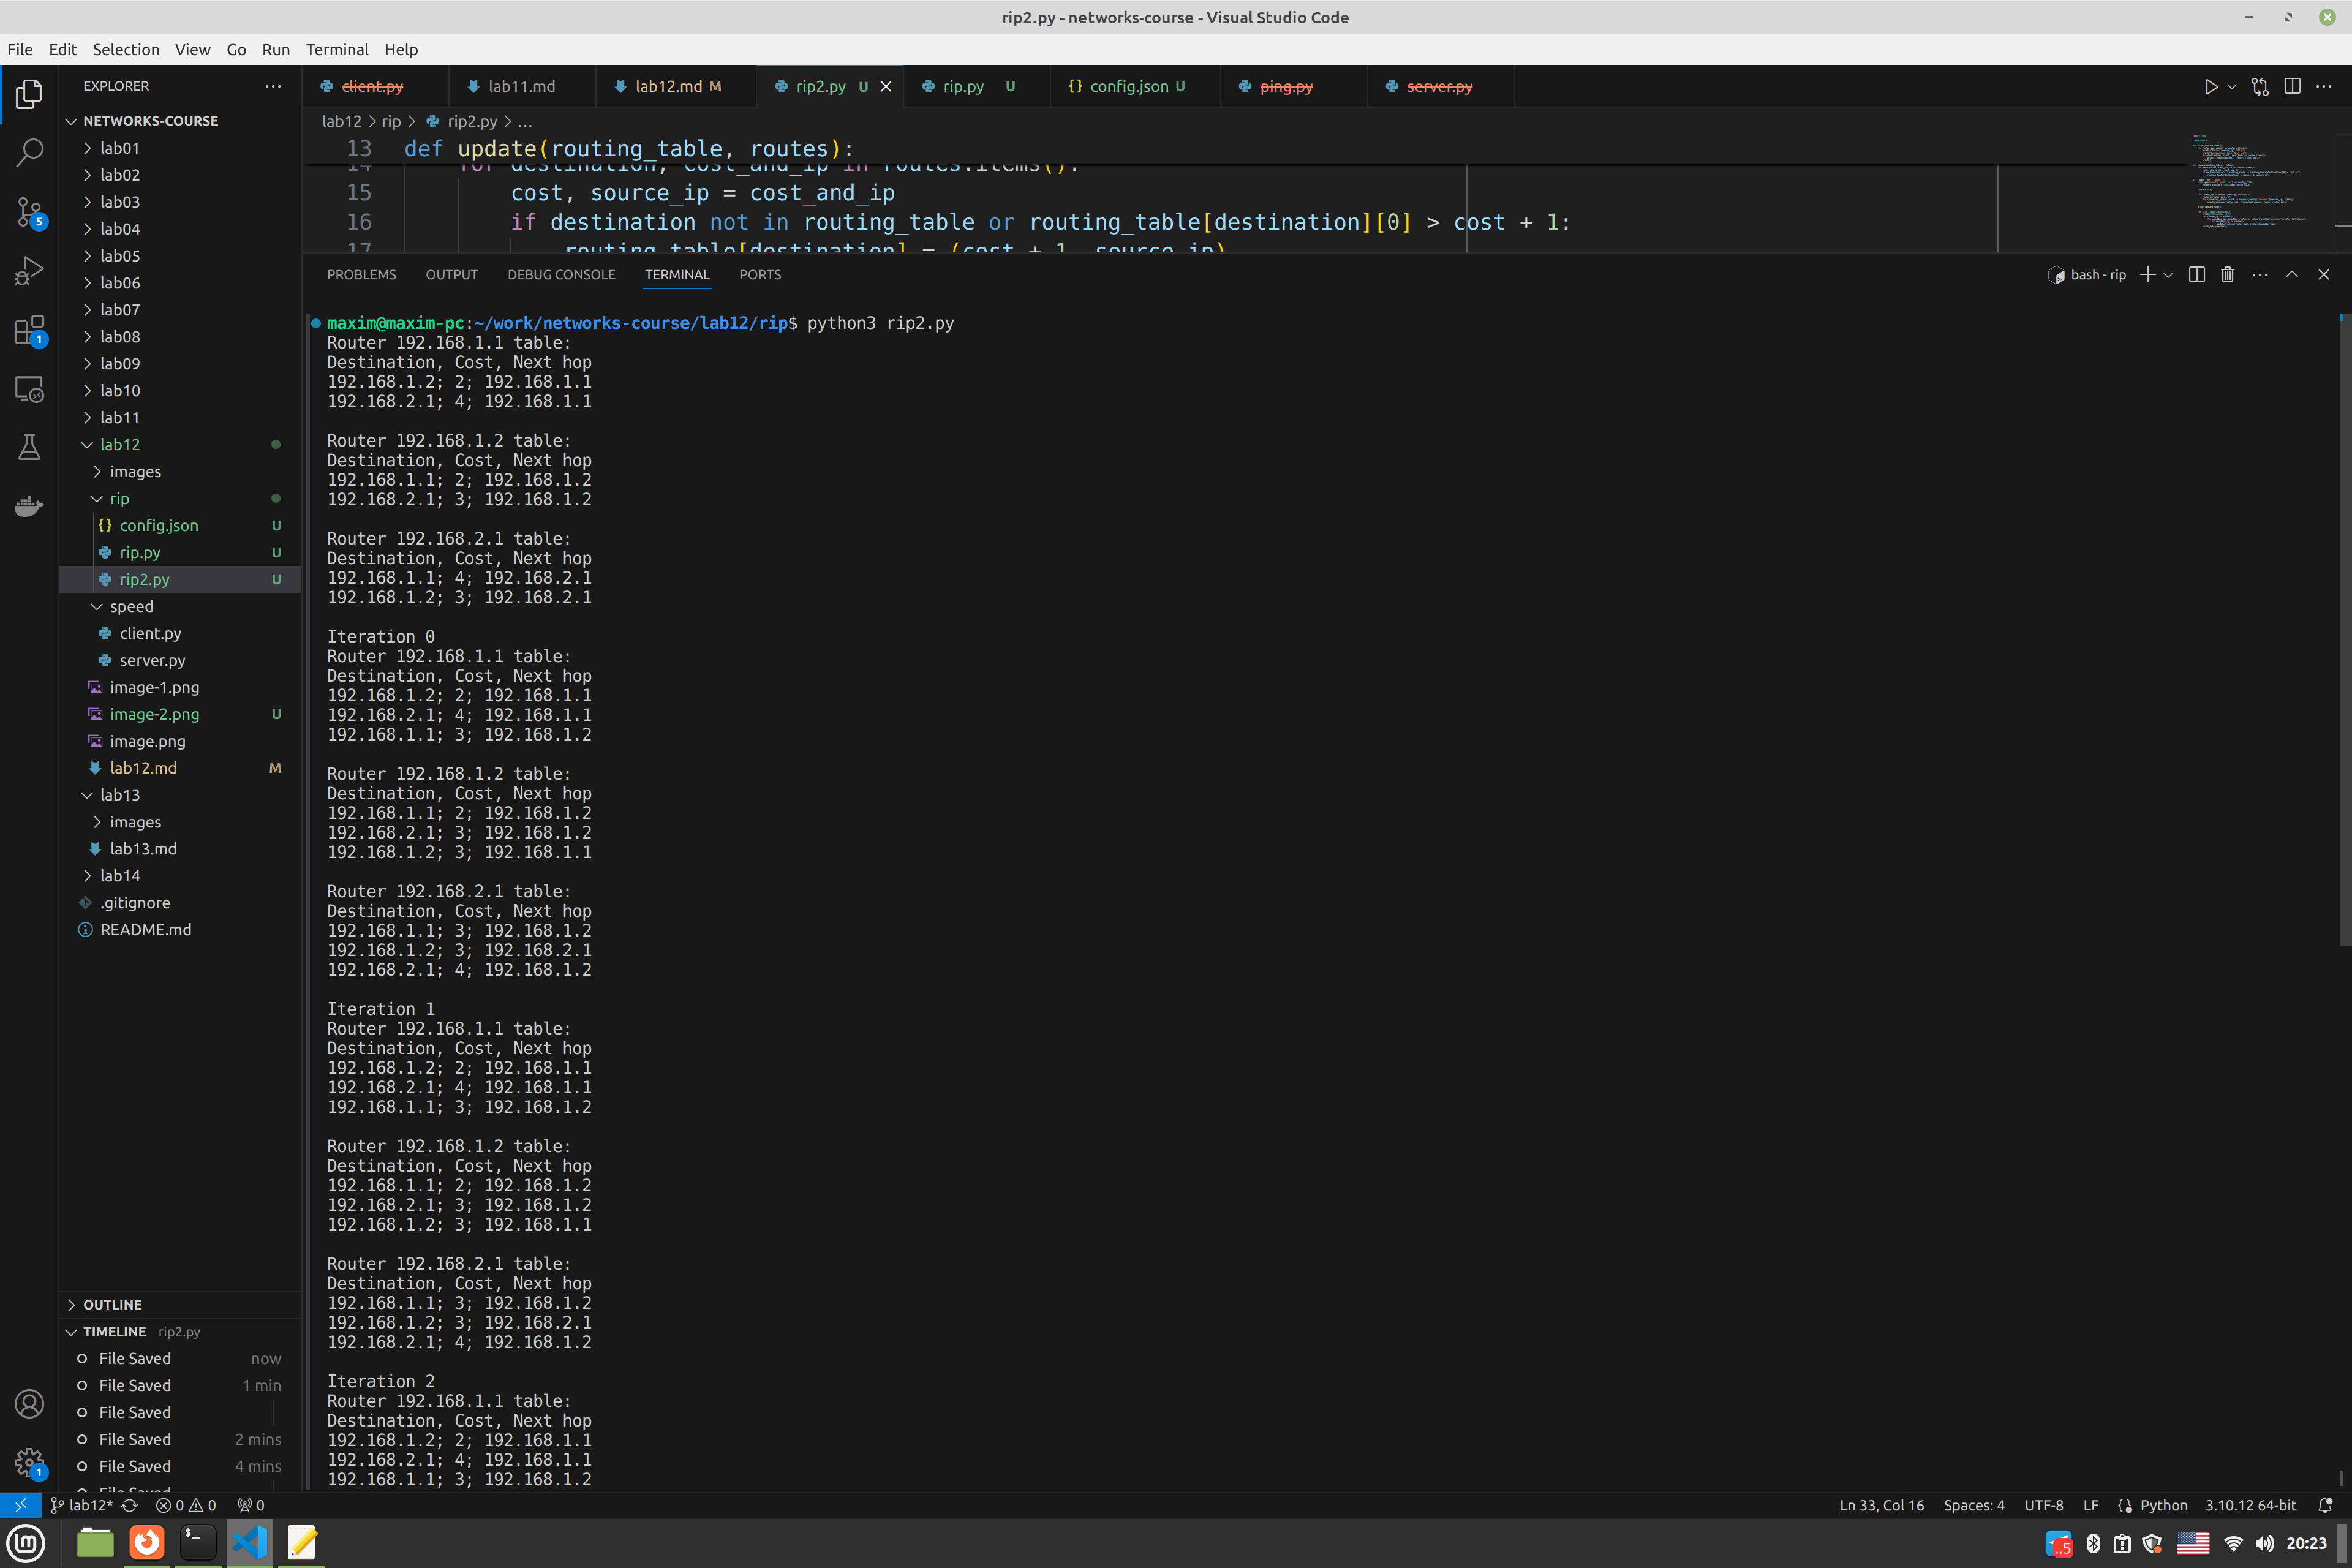 rip2.py - networks-course - Visual Studio Code
File Edit Selection View Go Run Terminal Help
EXPLORER
NETWORKS-COURSE
lab01
lab02
lab03
lab04
lab05
lab06
lab07
lab08
lab09
lab10
lab11
lab12
images
rip
config.json U
rip.py U
rip2.py U
speed
client.py
server.py
image-1.png
image-2.png U
image.png
lab12.md M
lab13
images
lab13.md
lab14
.gitignore
README.md
OUTLINE
TIMELINE rip2.py
File Saved now
File Saved 1 min
File Saved
File Saved 2 mins
File Saved 4 mins
File Saved
5
1
1
client.py lab11.md lab12.md M rip2.py U rip.py U config.json U ping.py server.py
lab12 > rip > rip2.py > ...
13 def update(routing_table, routes):
14 for destination, cost_and_ip in routes.items():
15 cost, source_ip = cost_and_ip
16 if destination not in routing_table or routing_table[destination][0] > cost + 1:
17 routing_table[destination] = (cost + 1, source_ip)
PROBLEMS OUTPUT DEBUG CONSOLE TERMINAL PORTS
bash - rip
maxim@maxim-pc:~/work/networks-course/lab12/rip$ python3 rip2.py
Router 192.168.1.1 table:
Destination, Cost, Next hop
192.168.1.2; 2; 192.168.1.1
192.168.2.1; 4; 192.168.1.1
Router 192.168.1.2 table:
Destination, Cost, Next hop
192.168.1.1; 2; 192.168.1.2
192.168.2.1; 3; 192.168.1.2
Router 192.168.2.1 table:
Destination, Cost, Next hop
192.168.1.1; 4; 192.168.2.1
192.168.1.2; 3; 192.168.2.1
Iteration 0
Router 192.168.1.1 table:
Destination, Cost, Next hop
192.168.1.2; 2; 192.168.1.1
192.168.2.1; 4; 192.168.1.1
192.168.1.1; 3; 192.168.1.2
Router 192.168.1.2 table:
Destination, Cost, Next hop
192.168.1.1; 2; 192.168.1.2
192.168.2.1; 3; 192.168.1.2
192.168.1.2; 3; 192.168.1.1
Router 192.168.2.1 table:
Destination, Cost, Next hop
192.168.1.1; 3; 192.168.1.2
192.168.1.2; 3; 192.168.2.1
192.168.2.1; 4; 192.168.1.2
Iteration 1
Router 192.168.1.1 table:
Destination, Cost, Next hop
192.168.1.2; 2; 192.168.1.1
192.168.2.1; 4; 192.168.1.1
192.168.1.1; 3; 192.168.1.2
Router 192.168.1.2 table:
Destination, Cost, Next hop
192.168.1.1; 2; 192.168.1.2
192.168.2.1; 3; 192.168.1.2
192.168.1.2; 3; 192.168.1.1
Router 192.168.2.1 table:
Destination, Cost, Next hop
192.168.1.1; 3; 192.168.1.2
192.168.1.2; 3; 192.168.2.1
192.168.2.1; 4; 192.168.1.2
Iteration 2
Router 192.168.1.1 table:
Destination, Cost, Next hop
192.168.1.2; 2; 192.168.1.1
192.168.2.1; 4; 192.168.1.1
192.168.1.1; 3; 192.168.1.2
lab12* 0 0 0 Ln 33, Col 16 Spaces: 4 UTF-8 LF Python 3.10.12 64-bit
20:23